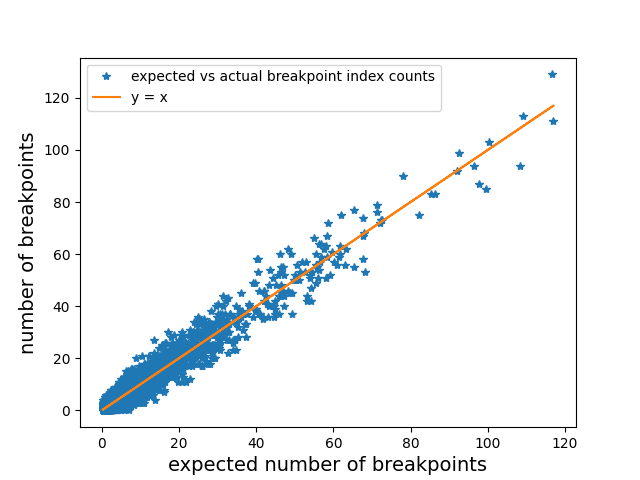 expected vs actual breakpoint index counts
y = x
120
100
80
60
40
20
0
number of breakpoints
0 20 40 60 80 100 120
expected number of breakpoints